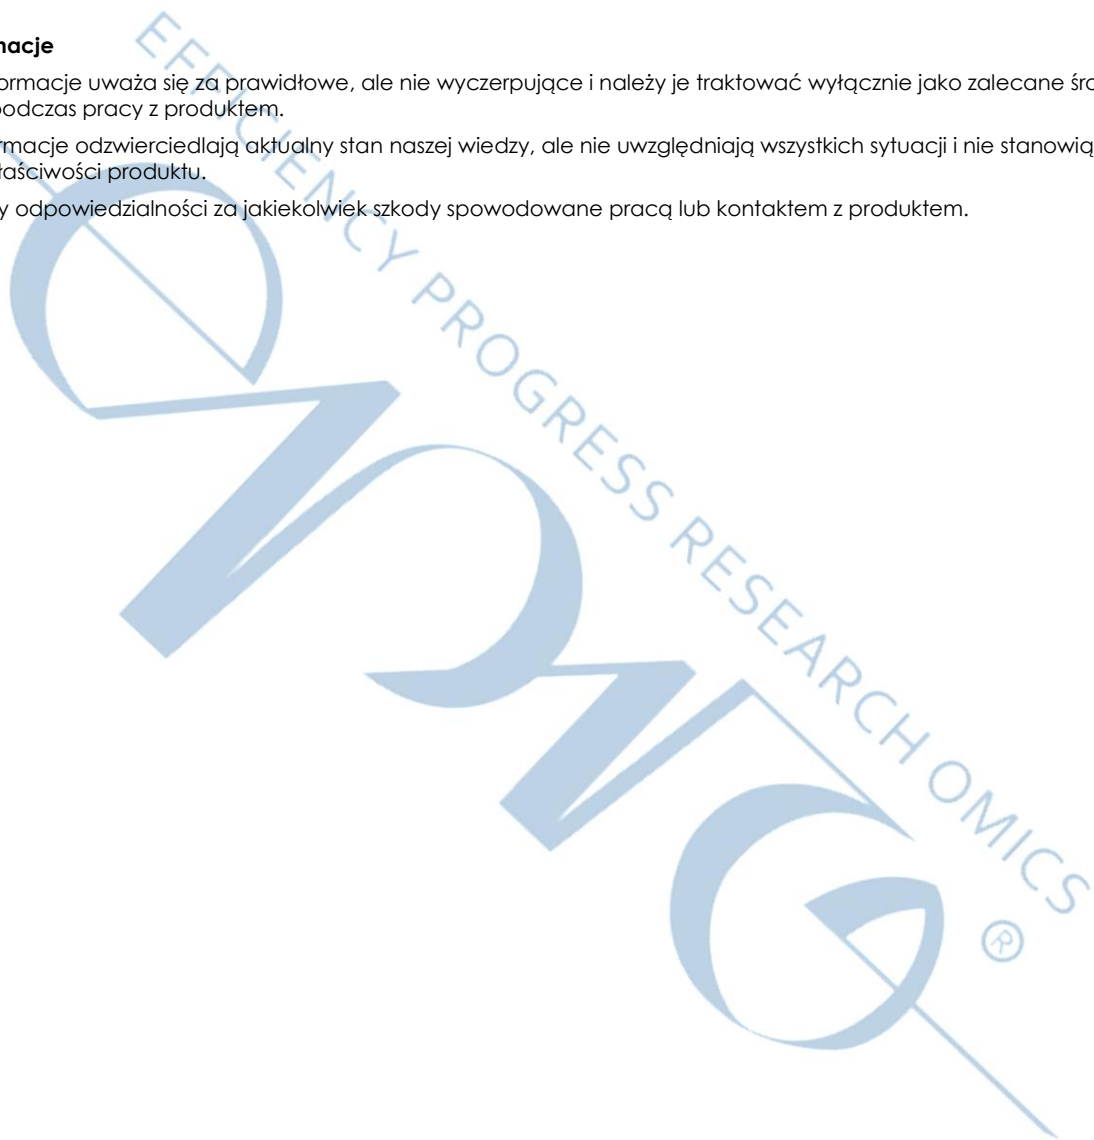 macje
ormacje uważa się za prawidłowe, ale nie wyczerpujące i należy je traktować wyłącznie jako zalecane śro
podczas pracy z produktem.
rmacje odzwierciedlają aktualny stan naszej wiedzy, ale nie uwzględniają wszystkich sytuacji i nie stanowią
łaściwości produktu.
y odpowiedzialności za jakiekolwiek szkody spowodowane pracą lub kontaktem z produktem.
EFFICIENCY PROGRESS RESEARCH OMICS
®